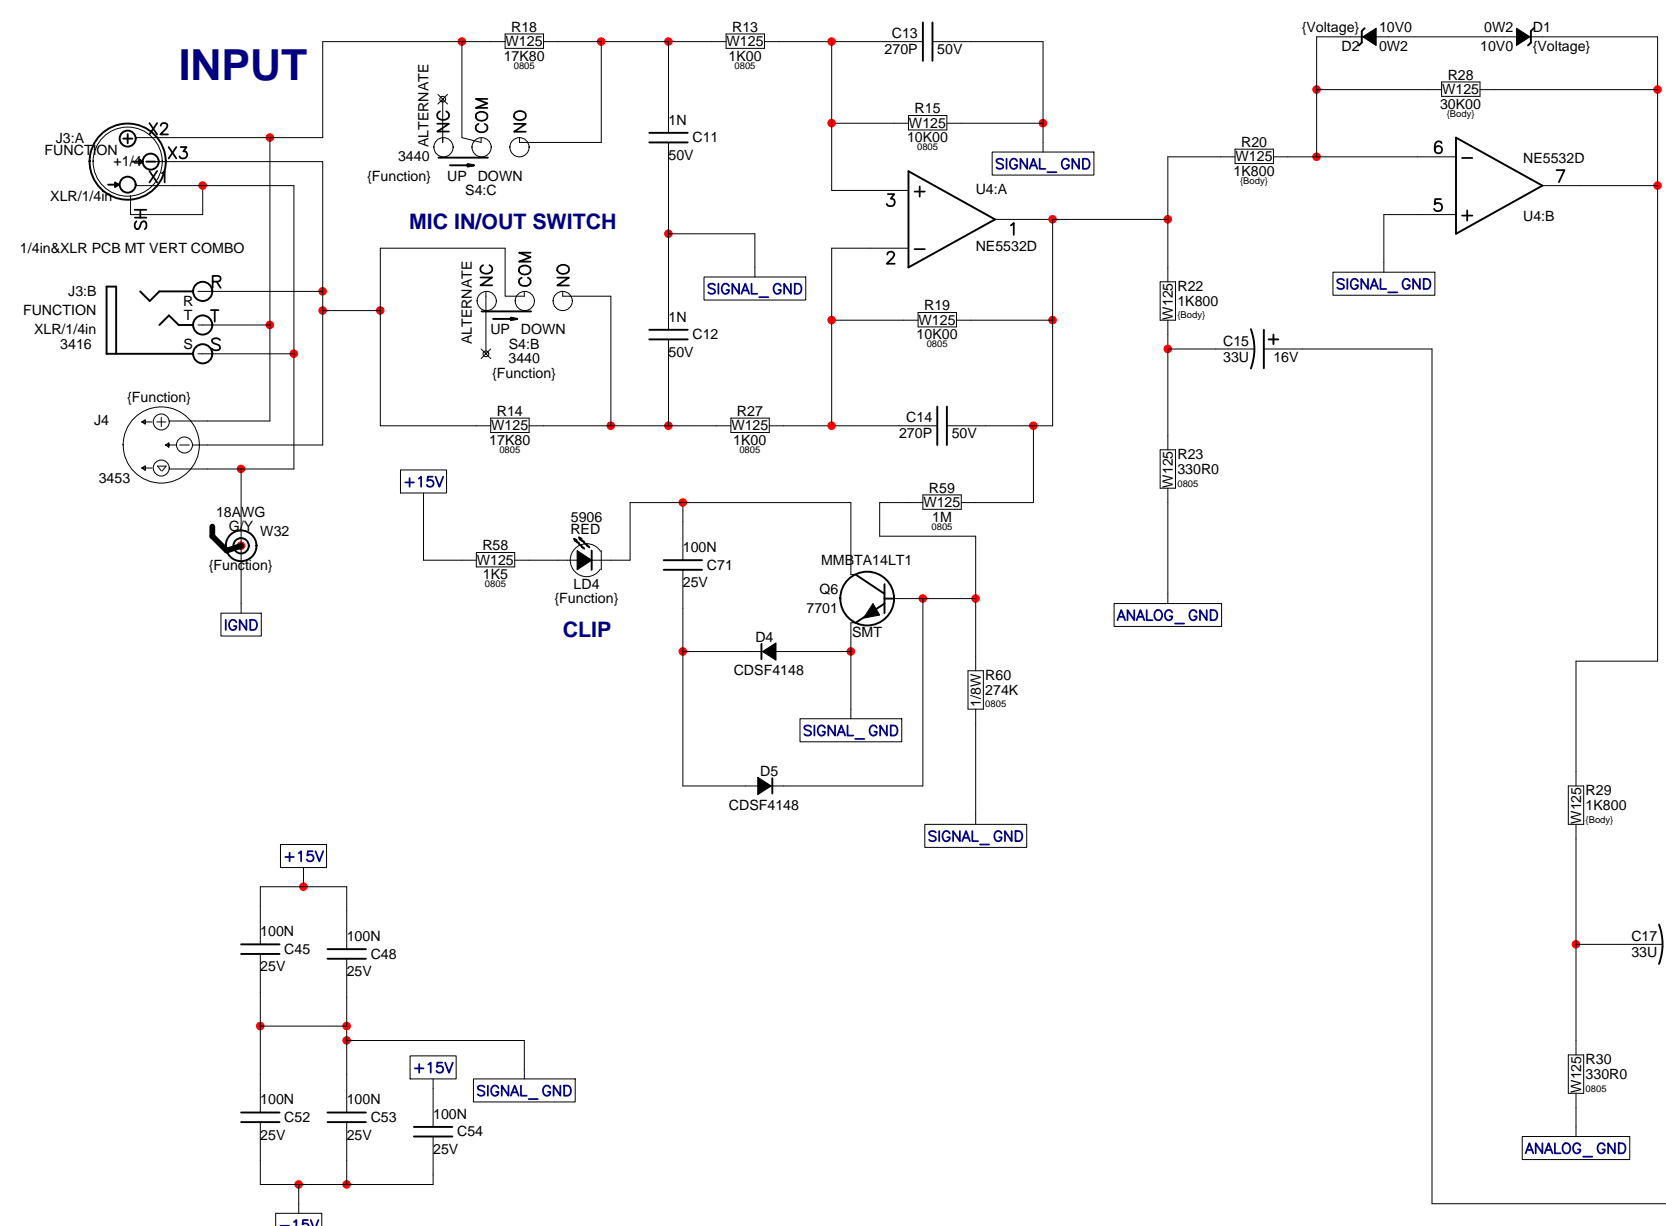 INPUT
J3:A
FUNCTION
X2
+1/4
X3
X1
XLR/1/4in
SH
1/4in&XLR PCB MT VERT COMBO
J3:B
FUNCTION
XLR/1/4in
3416
R
R
T
T
S
S
{Function}
J4
3453
18AWG
G/Y
W32
{Function}
IGND
R18
W125
17K80
0805
ALTERNATE
NC
COM
NO
3440
{Function}
UP
DOWN
S4:C
MIC IN/OUT SWITCH
ALTERNATE
NC
COM
NO
UP
DOWN
S4:B
3440
{Function}
R14
W125
17K80
0805
1N
C11
50V
SIGNAL_GND
1N
C12
50V
R13
W125
1K00
0805
R27
W125
1K00
0805
C13
270P
50V
R15
W125
10K00
0805
SIGNAL_GND
U4:A
3
+
2
−
1
NE5532D
R19
W125
10K00
0805
C14
270P
50V
R59
W125
1M
0805
+15V
R58
W125
1K5
0805
5906
RED
LD4
{Function}
CLIP
100N
C71
25V
MMBTA14LT1
Q6
7701
SMT
D4
CDSF4148
SIGNAL_GND
D5
CDSF4148
1/8W
R60
274K
0805
SIGNAL_GND
{Voltage}
10V0
D2
0W2
0W2
D1
10V0
{Voltage}
R28
W125
30K00
{Body}
R20
W125
1K800
{Body}
6
−
5
+
NE5532D
7
U4:B
SIGNAL_GND
W125
R22
1K800
{Body}
C15
33U
+
16V
W125
R23
330R0
0805
ANALOG_GND
W125
R29
1K800
{Body}
C17
33U
W125
R30
330R0
0805
ANALOG_GND
+15V
100N
C45
25V
100N
C48
25V
SIGNAL_GND
100N
C52
25V
100N
C53
25V
+15V
100N
C54
25V
−15V